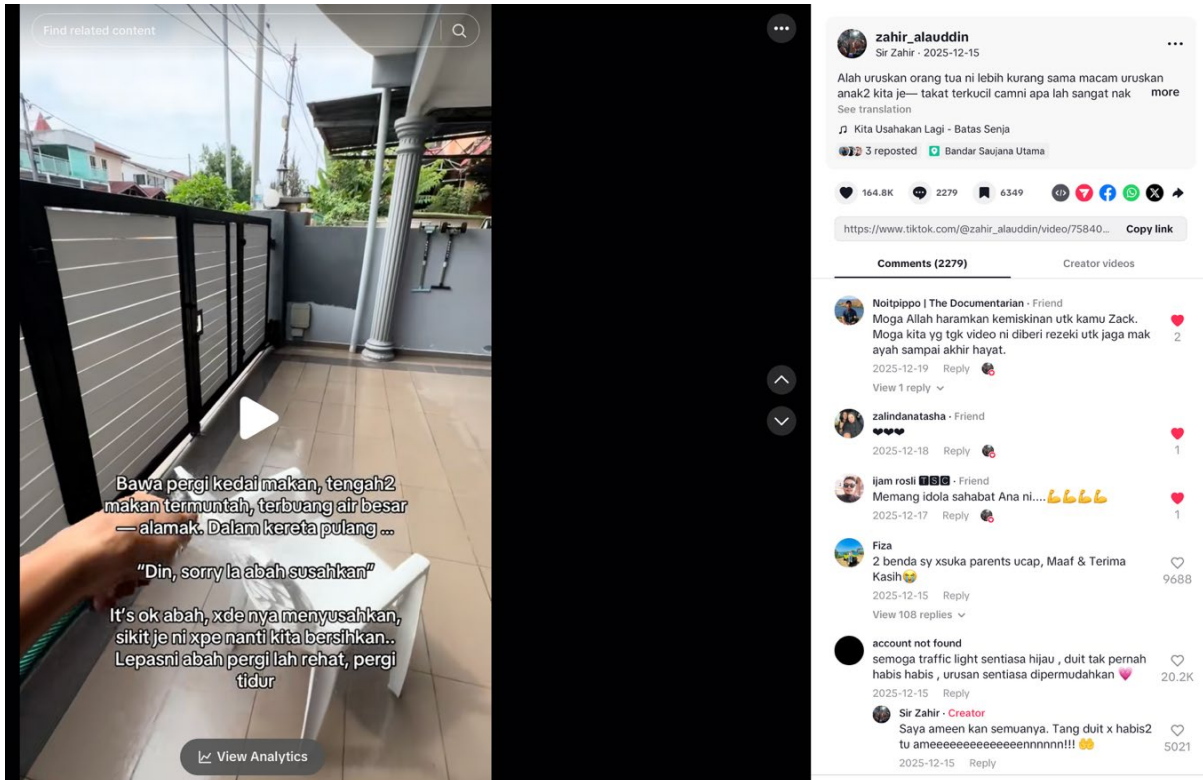 Find related content
Bawa pergi kedai makan, tengah2
makan termuntah, terbuang air besar
— alamak. Dalam kereta pulang ...
“Din, sorry la abah susahkan”
It's ok abah, xde nya menyusahkan,
sikit je ni xpe nanti kita bersihkan..
Lepasni abah pergi lah rehat, pergi
tidur
View Analytics
zahir_alauddin
Sir Zahir · 2025-12-15
Alah uruskan orang tua ni lebih kurang sama macam uruskan
anak2 kita je— takat terkucil camni apa lah sangat nak more
See translation
Kita Usahakan Lagi - Batas Senja
3 reposted Bandar Saujana Utama
164.8K 2279 6349
https://www.tiktok.com/@zahir_alauddin/video/75840... Copy link
Comments (2279) Creator videos
Noitpippo | The Documentarian · Friend
Moga Allah haramkan kemiskinan utk kamu Zack.
Moga kita yg tgk video ni diberi rezeki utk jaga mak
ayah sampai akhir hayat.
2
2025-12-19 Reply
View 1 reply
zalindanatasha · Friend
❤❤❤
1
2025-12-18 Reply
ijam rosli 🆃🆂🅶 · Friend
Memang idola sahabat Ana ni....💪💪💪💪
1
2025-12-17 Reply
Fiza
2 benda sy xsuka parents ucap, Maaf & Terima
Kasih😭
9688
2025-12-15 Reply
View 108 replies
account not found
semoga traffic light sentiasa hijau , duit tak pernah
habis habis , urusan sentiasa dipermudahkan 💗
20.2K
2025-12-15 Reply
Sir Zahir · Creator
Saya ameen kan semuanya. Tang duit x habis2
tu ameeeeeeeeeeeeeennnnnn!!! 🤲
5021
2025-12-15 Reply